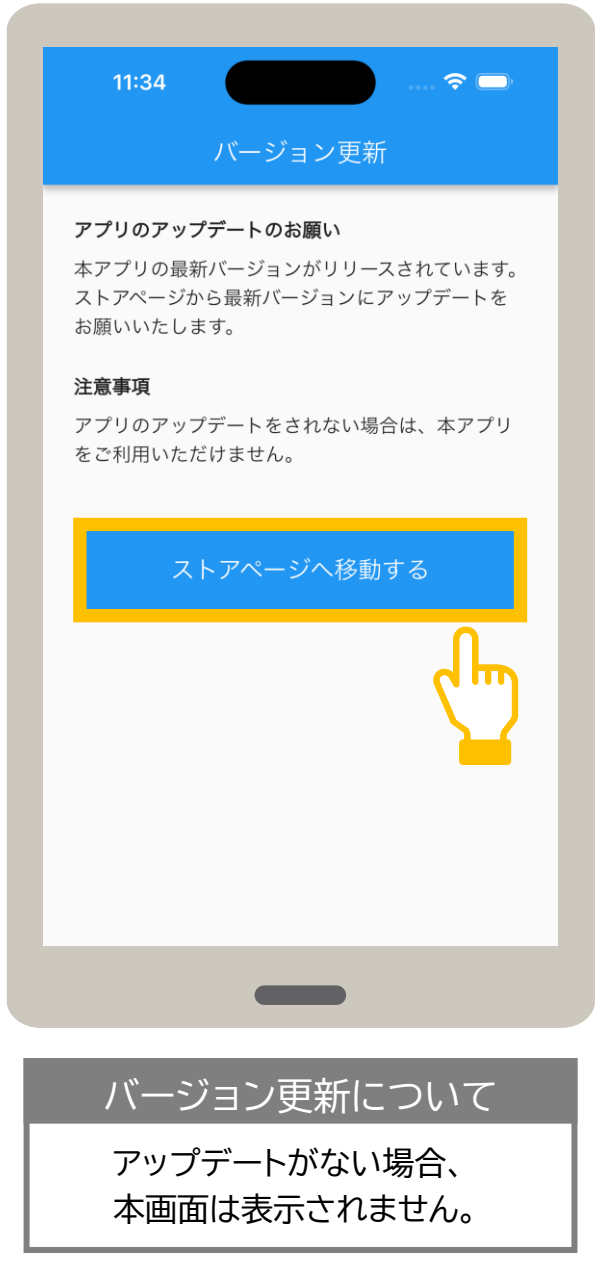 11:34
バージョン更新
アプリのアップデートのお願い
本アプリの最新バージョンがリリースされています。
ストアページから最新バージョンにアップデートを
お願いいたします。
注意事項
アプリのアップデートをされない場合は、本アプリ
をご利用いただけません。
ストアページへ移動する
バージョン更新について
アップデートがない場合、
本画面は表示されません。